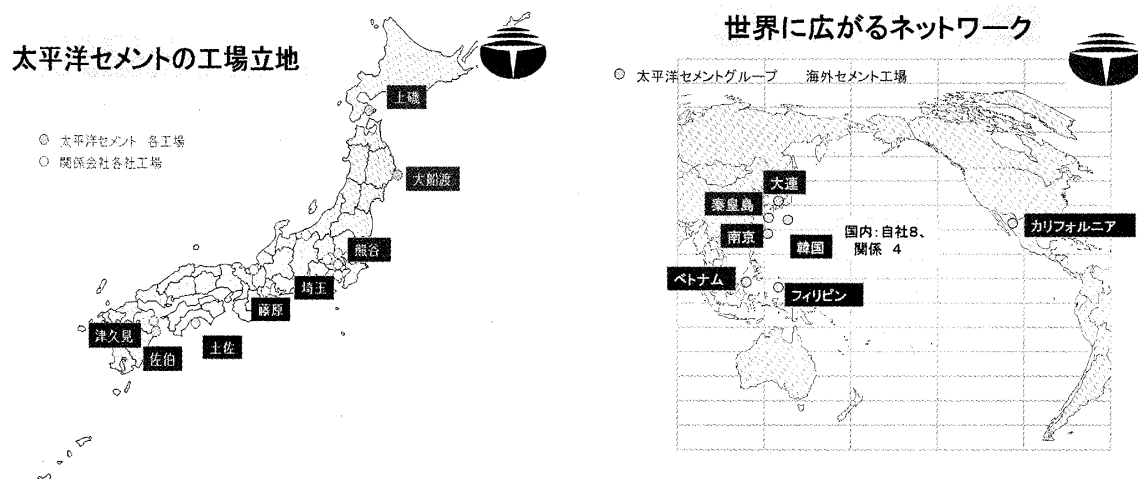 太平洋セメントの工場立地
太平洋セメント 各工場
関係会社各社工場
上磯
大船渡
熊谷
埼玉
藤原
土佐
津久見
佐伯
世界に広がるネットワーク
太平洋セメントグループ 海外セメント工場
大連
秦皇島
南京
韓国
国内:自社8、
関係 4
カリフォルニア
ベトナム
フィリピン